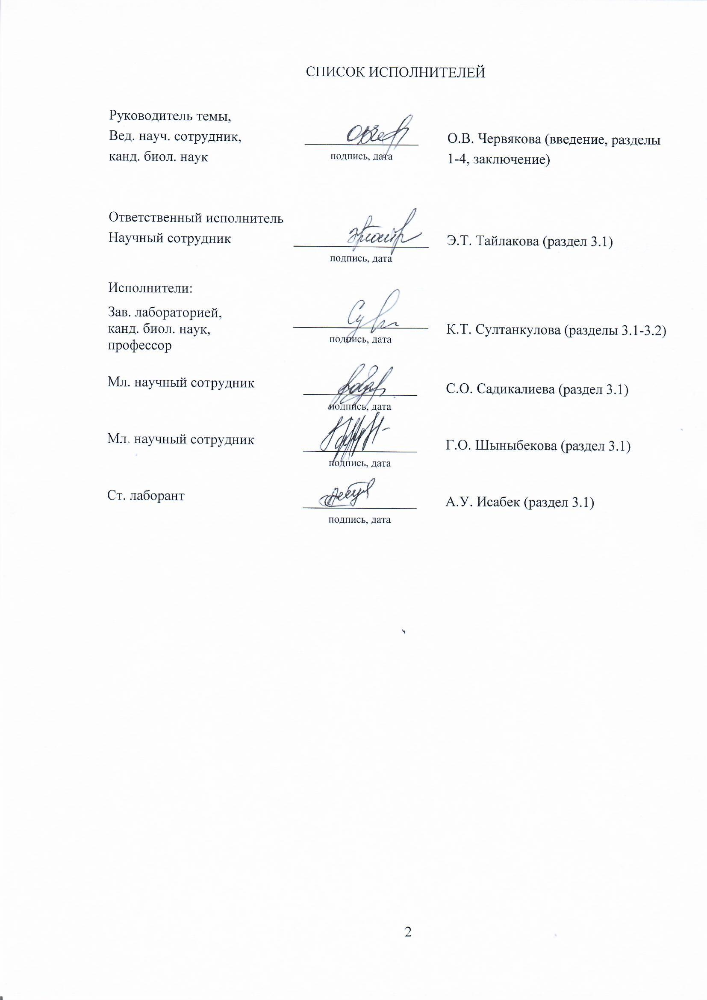 СПИСОК ИСПОЛНИТЕЛЕЙ
Руководитель темы,
Вед. науч. сотрудник,
канд. биол. наук
подпись, дата
О.В. Червякова (введение, разделы
1-4, заключение)
Ответственный исполнитель
Научный сотрудник
подпись, дата
Э.Т. Тайлакова (раздел 3.1)
Исполнители:
Зав. лабораторией,
канд. биол. наук,
профессор
подпись, дата
К.Т. Султанкулова (разделы 3.1-3.2)
Мл. научный сотрудник
подпись, дата
С.О. Садикалиева (раздел 3.1)
Мл. научный сотрудник
подпись, дата
Г.О. Шыныбекова (раздел 3.1)
Ст. лаборант
подпись, дата
А.У. Исабек (раздел 3.1)
2